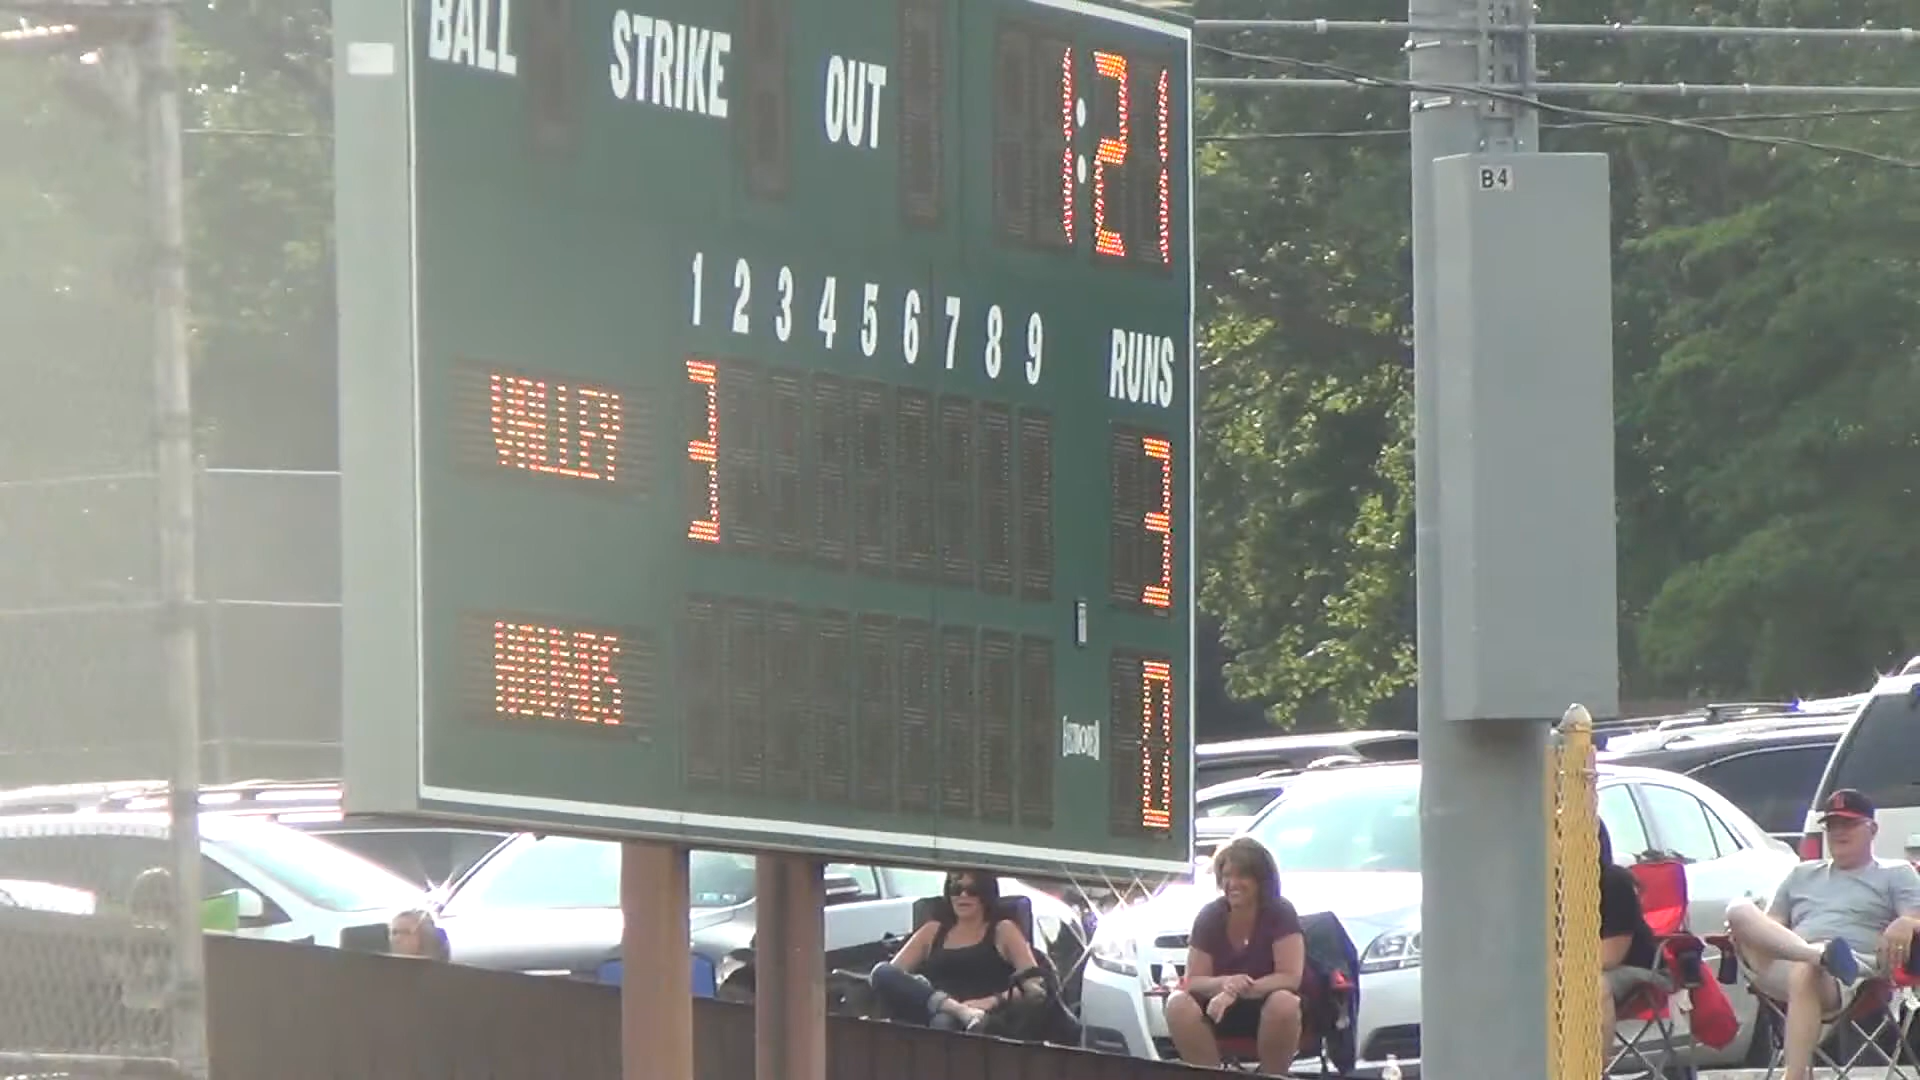 BALL STRIKE OUT 1:21
B4
1 2 3 4 5 6 7 8 9 RUNS
VALLEY 3 3
HOUNDS 0